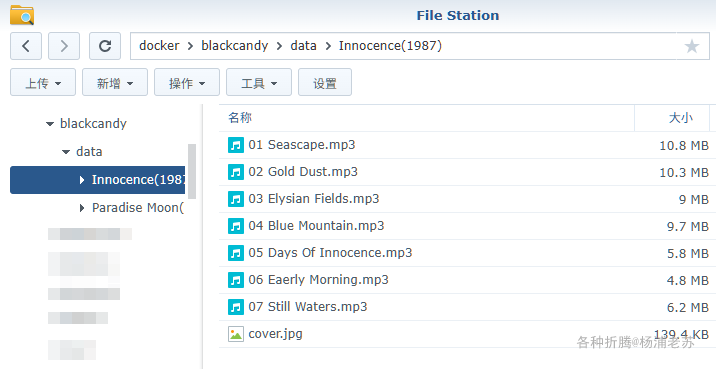 File Station
docker > blackcandy > data > Innocence(1987)
上传 新增 操作 工具 设置
blackcandy
data
Innocence(1987
Paradise Moon(
名称 大小
01 Seascape.mp3 10.8 MB
02 Gold Dust.mp3 10.3 MB
03 Elysian Fields.mp3 9 MB
04 Blue Mountain.mp3 9.7 MB
05 Days Of Innocence.mp3 5.8 MB
06 Eaerly Morning.mp3 4.8 MB
07 Still Waters.mp3 6.2 MB
cover.jpg 139.4 KB
各种折腾@杨浦老苏